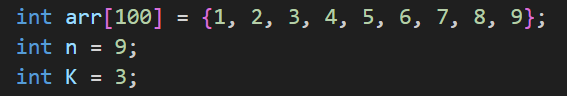 int arr[100] = {1, 2, 3, 4, 5, 6, 7, 8, 9};
int n = 9;
int K = 3;